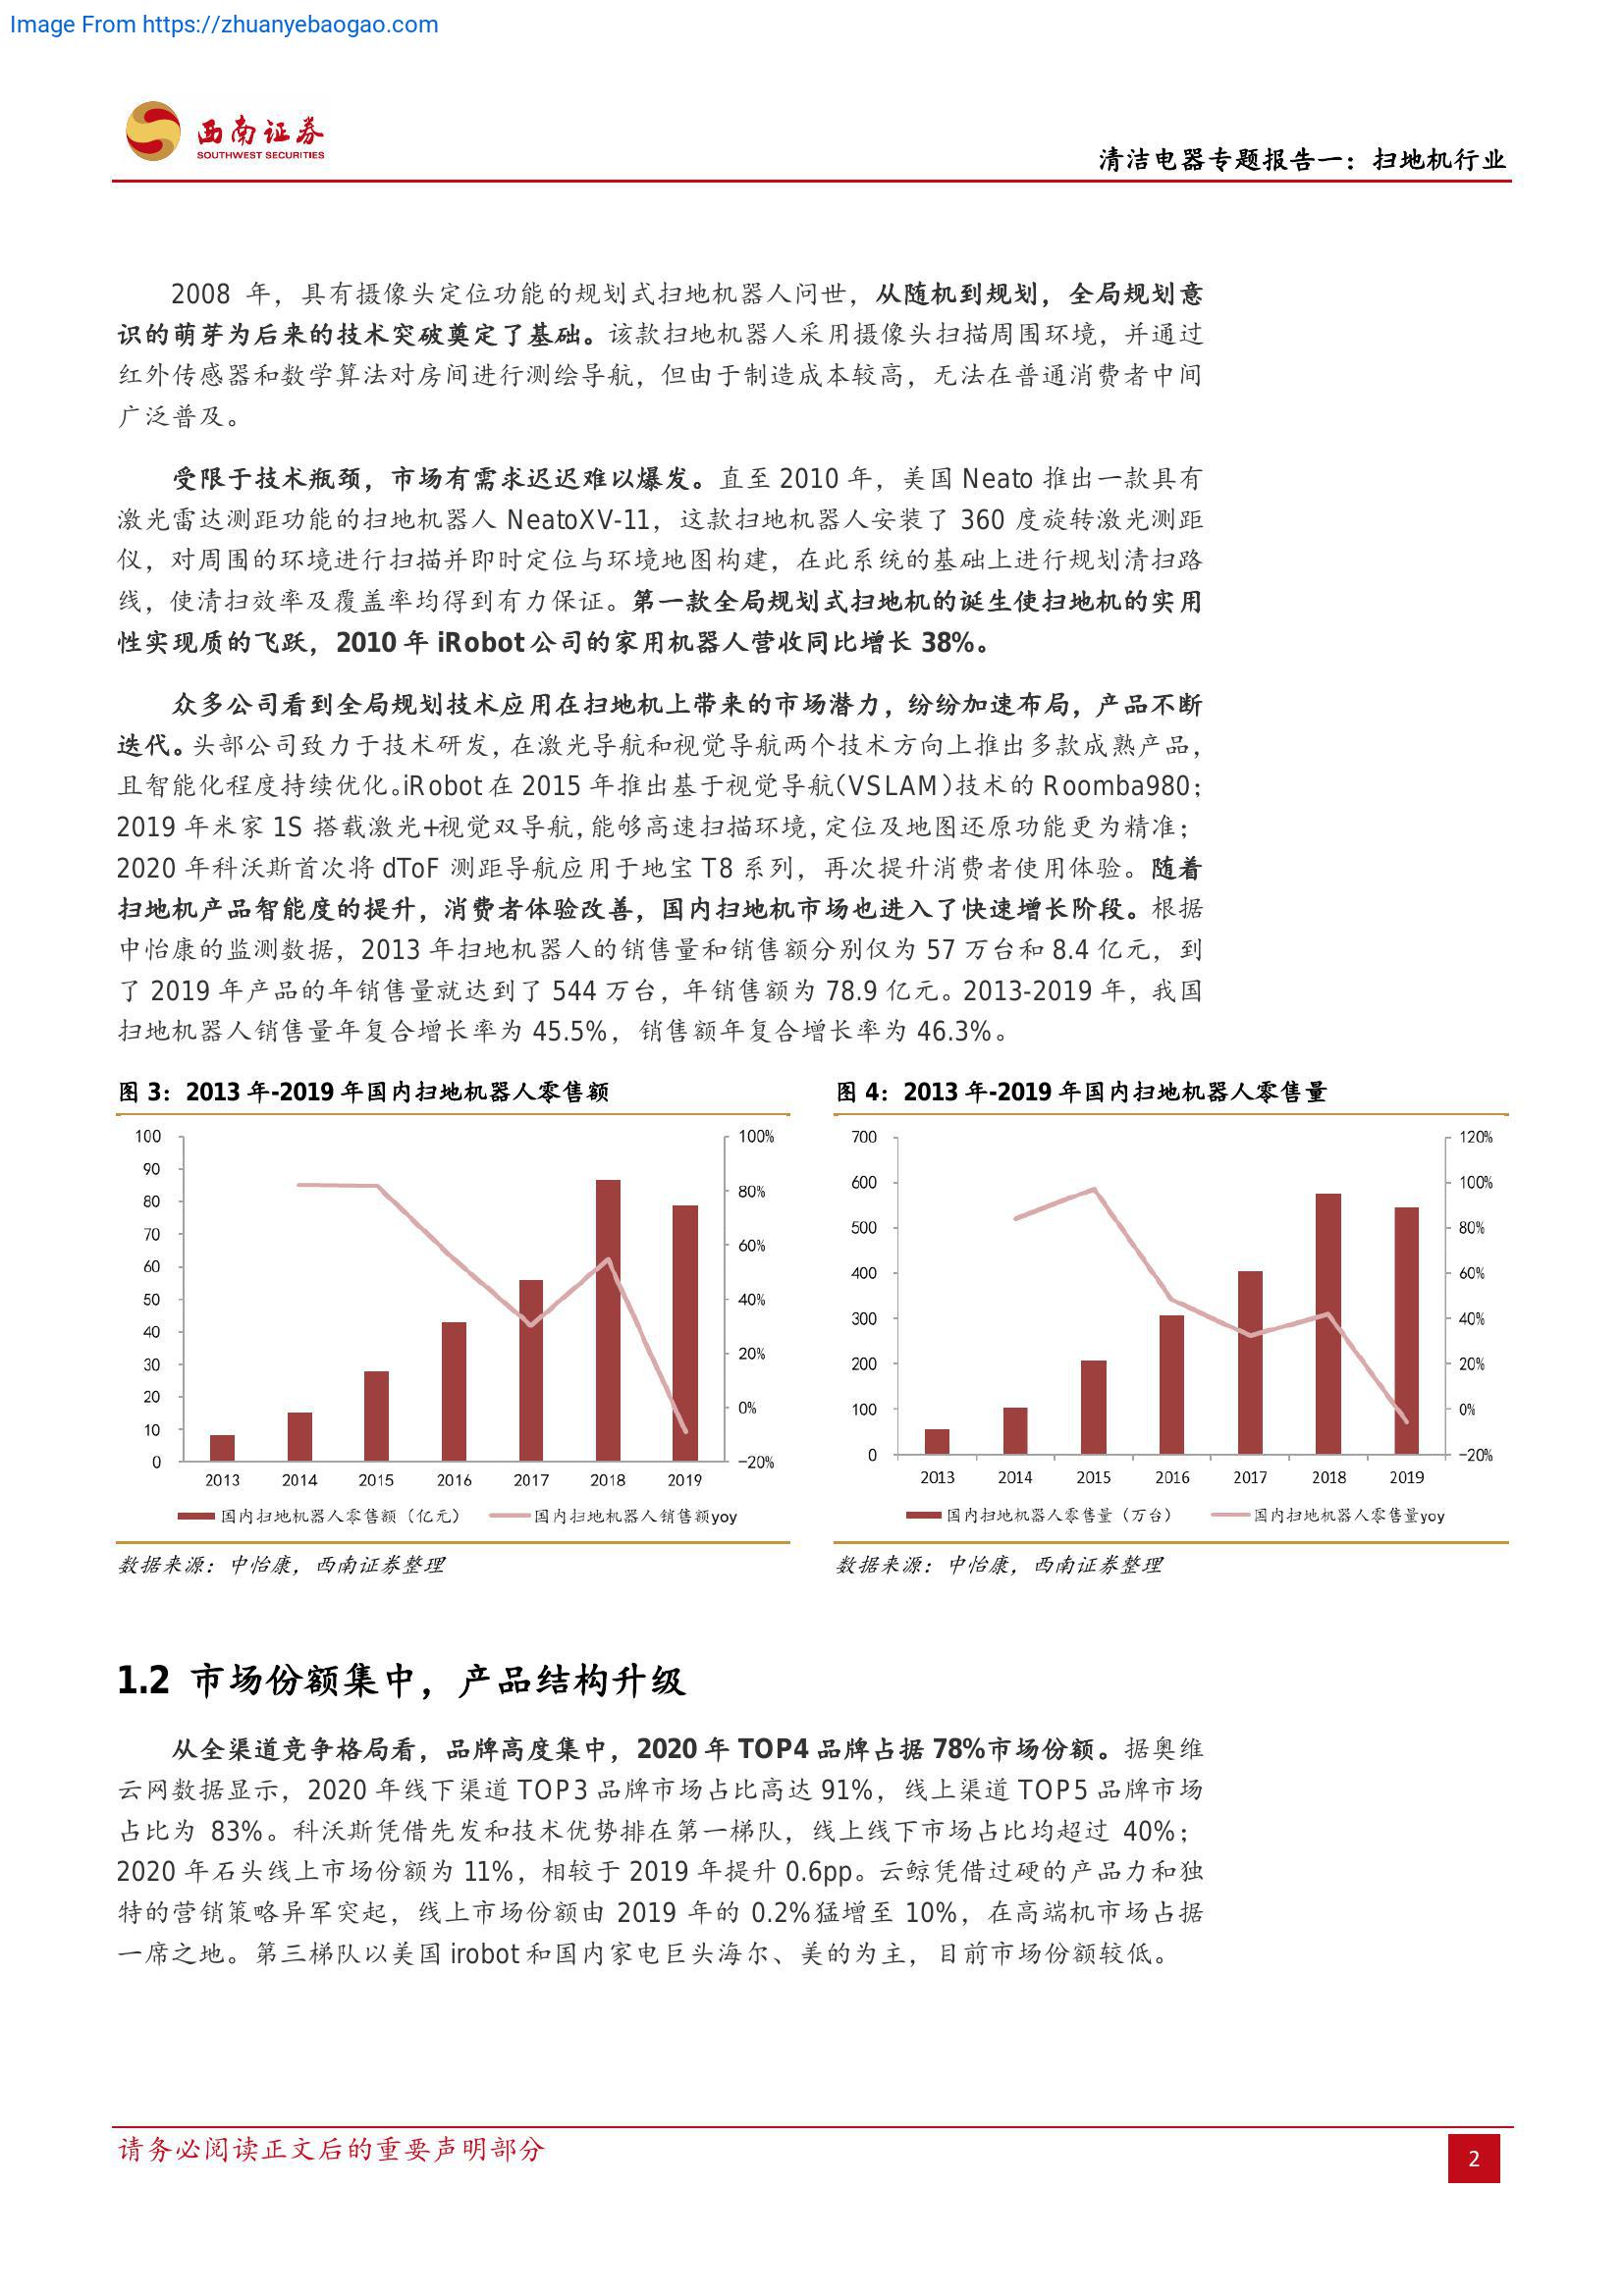 Image From https://zhuanyebaogao.com
西南证券
SOUTHWEST SECURITIES
清洁电器专题报告一：扫地机行业
2008 年，具有摄像头定位功能的规划式扫地机器人问世，从随机到规划，全局规划意
识的萌芽为后来的技术突破奠定了基础。该款扫地机器人采用摄像头扫描周围环境，并通过
红外传感器和数学算法对房间进行测绘导航，但由于制造成本较高，无法在普通消费者中间
广泛普及。
受限于技术瓶颈，市场有需求迟迟难以爆发。直至 2010 年，美国 Neato 推出一款具有
激光雷达测距功能的扫地机器人 NeatoXV-11，这款扫地机器人安装了 360 度旋转激光测距
仪，对周围的环境进行扫描并即时定位与环境地图构建，在此系统的基础上进行规划清扫路
线，使清扫效率及覆盖率均得到有力保证。第一款全局规划式扫地机的诞生使扫地机的实用
性实现质的飞跃，2010 年 iRobot 公司的家用机器人营收同比增长 38%。
众多公司看到全局规划技术应用在扫地机上带来的市场潜力，纷纷加速布局，产品不断
迭代。头部公司致力于技术研发，在激光导航和视觉导航两个技术方向上推出多款成熟产品，
且智能化程度持续优化。iRobot 在 2015 年推出基于视觉导航（VSLAM）技术的 Roomba980；
2019 年米家 1S 搭载激光+视觉双导航，能够高速扫描环境，定位及地图还原功能更为精准；
2020 年科沃斯首次将 dToF 测距导航应用于地宝 T8 系列，再次提升消费者使用体验。随着
扫地机产品智能度的提升，消费者体验改善，国内扫地机市场也进入了快速增长阶段。根据
中怡康的监测数据，2013 年扫地机器人的销售量和销售额分别仅为 57 万台和 8.4 亿元，到
了 2019 年产品的年销售量就达到了 544 万台，年销售额为 78.9 亿元。2013-2019 年，我国
扫地机器人销售量年复合增长率为 45.5%，销售额年复合增长率为 46.3%。
图 3：2013 年-2019 年国内扫地机器人零售额
100
90
80
70
60
50
40
30
20
10
0
100%
80%
60%
40%
20%
0%
-20%
2013 2014 2015 2016 2017 2018 2019
国内扫地机器人零售额（亿元） 国内扫地机器人销售额yoy
数据来源：中怡康，西南证券整理
图 4：2013 年-2019 年国内扫地机器人零售量
700
600
500
400
300
200
100
0
120%
100%
80%
60%
40%
20%
0%
-20%
2013 2014 2015 2016 2017 2018 2019
国内扫地机器人零售量（万台） 国内扫地机器人零售量yoy
数据来源：中怡康，西南证券整理
1.2 市场份额集中，产品结构升级
从全渠道竞争格局看，品牌高度集中，2020 年 TOP4 品牌占据 78%市场份额。据奥维
云网数据显示，2020 年线下渠道 TOP3 品牌市场占比高达 91%，线上渠道 TOP5 品牌市场
占比为 83%。科沃斯凭借先发和技术优势排在第一梯队，线上线下市场占比均超过 40%；
2020 年石头线上市场份额为 11%，相较于 2019 年提升 0.6pp。云鲸凭借过硬的产品力和独
特的营销策略异军突起，线上市场份额由 2019 年的 0.2%猛增至 10%，在高端机市场占据
一席之地。第三梯队以美国 irobot 和国内家电巨头海尔、美的为主，目前市场份额较低。
请务必阅读正文后的重要声明部分
2